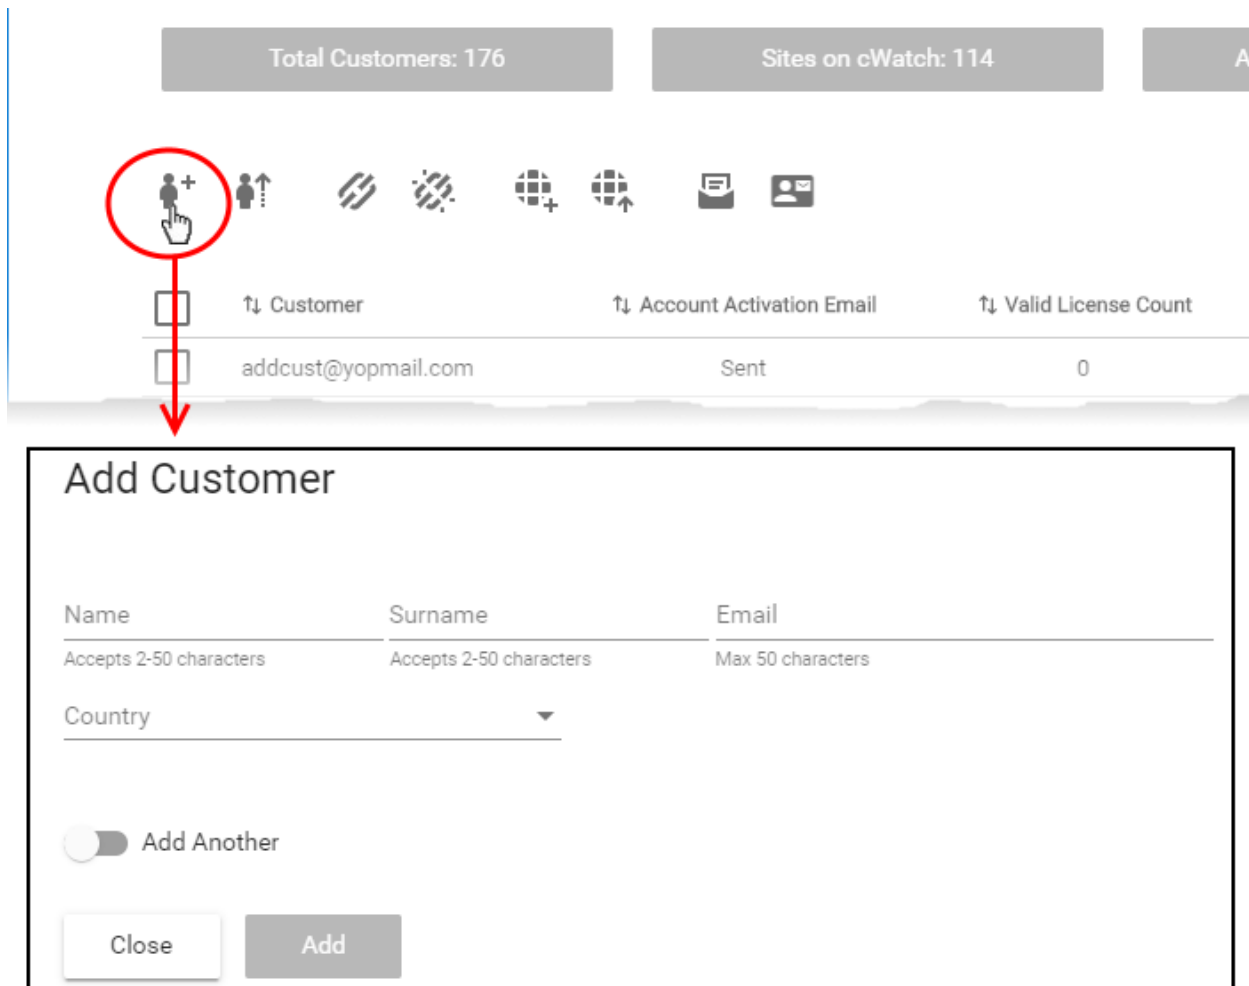 Total Customers: 176 Sites on cWatch: 114 A
Customer Account Activation Email Valid License Count
addcust@yopmail.com Sent 0
Add Customer
Name Surname Email
Accepts 2-50 characters Accepts 2-50 characters Max 50 characters
Country
Add Another
Close Add